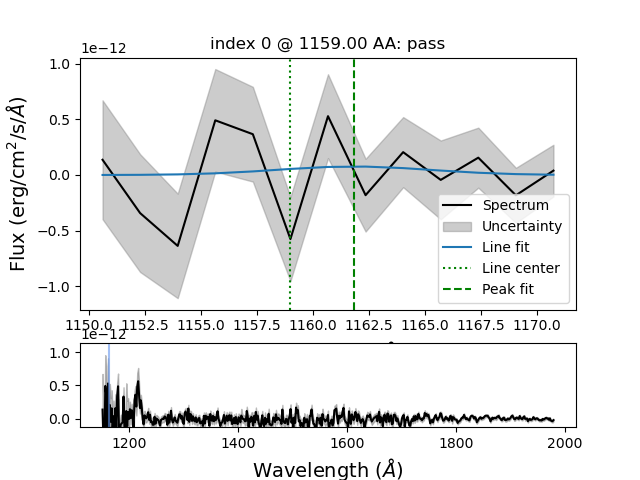 index 0 @ 1159.00 AA: pass
1e−12
1.0
0.5
0.0
−0.5
−1.0
Flux (erg/cm²/s/Å)
Spectrum
Uncertainty
Line fit
Line center
Peak fit
1150.0 1152.5 1155.0 1157.5 1160.0 1162.5 1165.0 1167.5 1170.0
1e−12
1.0
0.5
0.0
1200 1400 1600 1800 2000
Wavelength (Å)